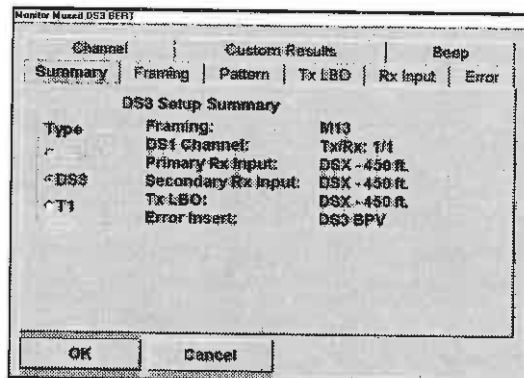 Monitor Muxed DS3 BERT
Channel Custom Results Beep
Summary Framing Pattern Tx LBO Rx Input Error
DS3 Setup Summary
Type Framing: M13
DS1 Channel: Tx/Rx: 1/1
Primary Rx Input: DSX - 450 ft.
DS3 Secondary Rx Input: DSX - 450 ft.
Tx LBO: DSX - 450 ft.
T1 Error Insert: DS3 BPV
OK Cancel